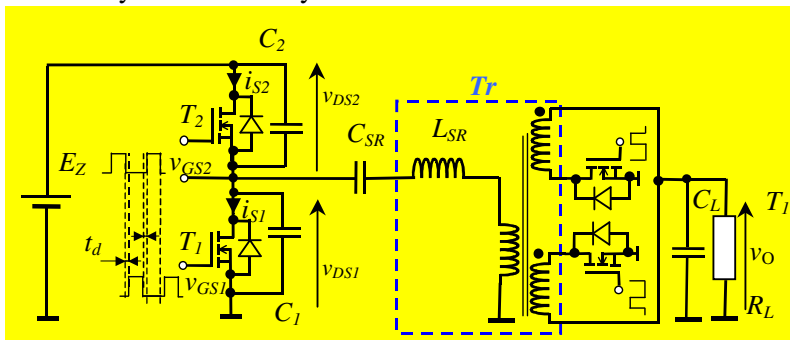 C2
iS2
vDS2
Tr
T2
CSR
LSR
EZ
vGS2
iS1
CL
T1
td
T1
vDS1
vO
vGS1
C1
RL